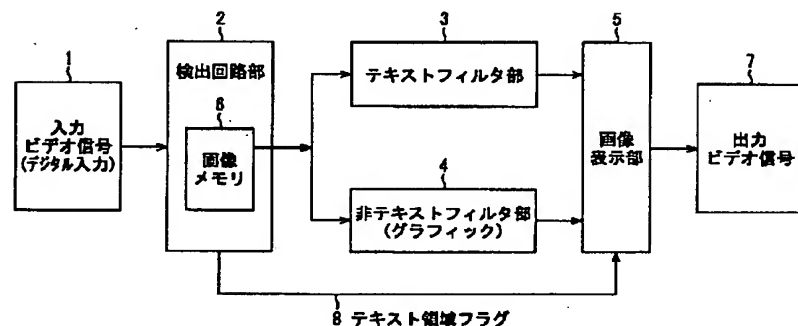 1
入力
ビデオ信号
(デジタル入力)
2
検出回路部
6
画像
メモリ
3
テキストフィルタ部
4
非テキストフィルタ部
(グラフィック)
5
画像
表示部
7
出力
ビデオ信号
8 テキスト領域フラグ